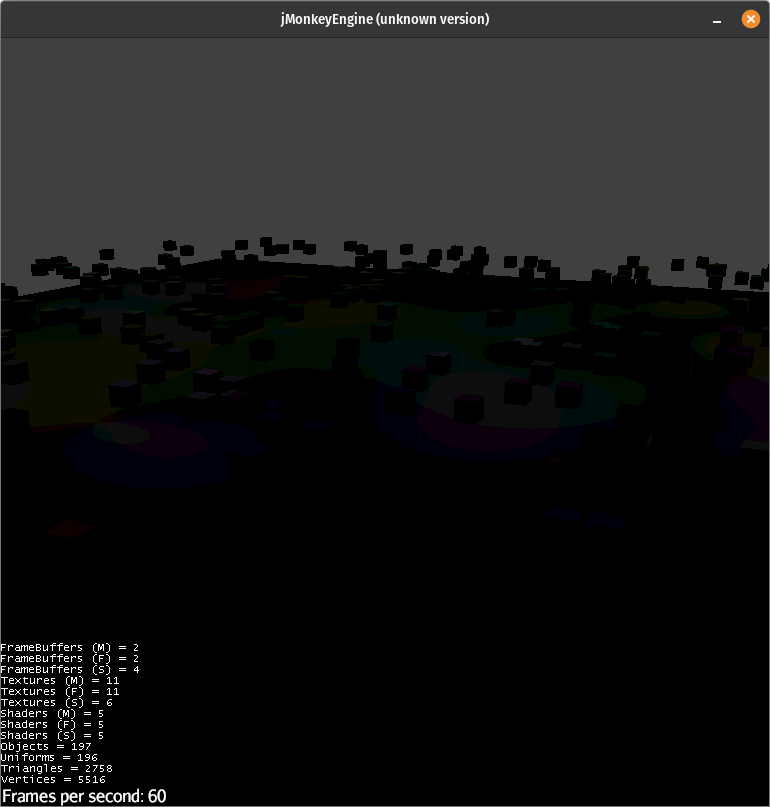 jMonkeyEngine (unknown version)
FrameBuffers (M) = 2
FrameBuffers (F) = 2
FrameBuffers (S) = 4
Textures (M) = 11
Textures (F) = 11
Textures (S) = 6
Shaders (M) = 5
Shaders (F) = 5
Shaders (S) = 5
Objects = 197
Uniforms = 196
Triangles = 2758
Vertices = 5516
Frames per second: 60